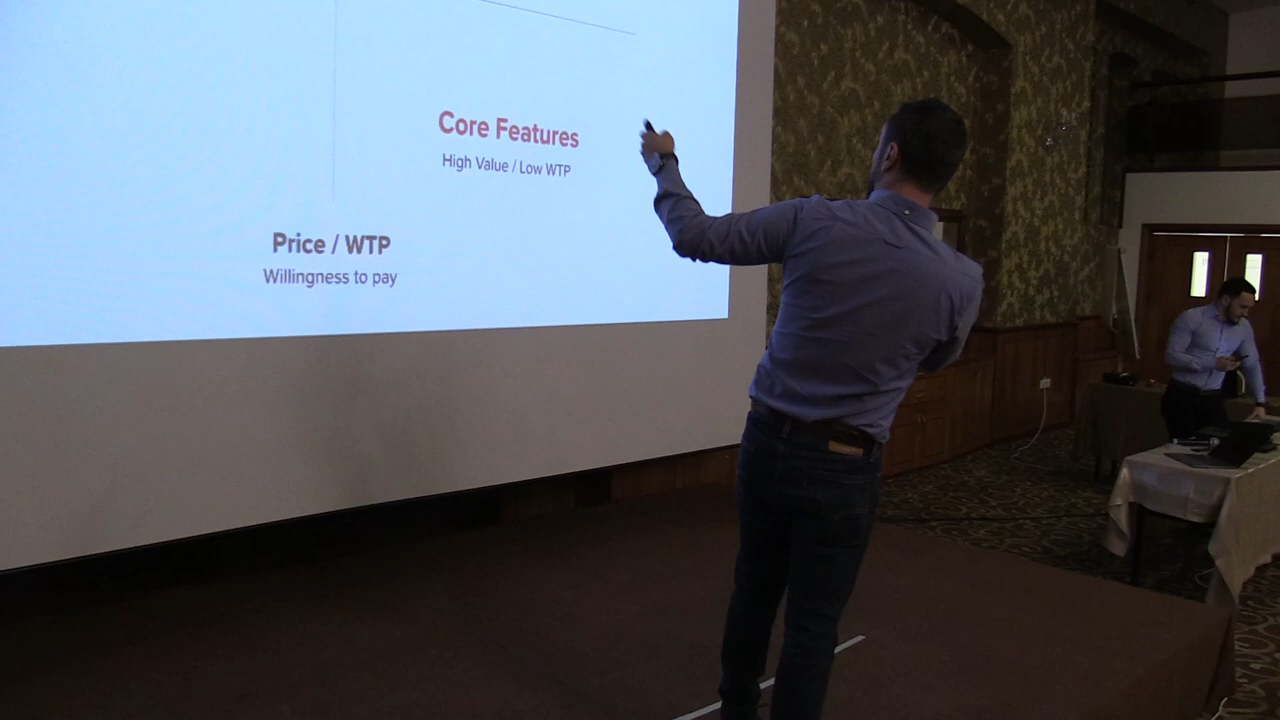 Core Features
High Value / Low WTP
Price / WTP
Willingness to pay